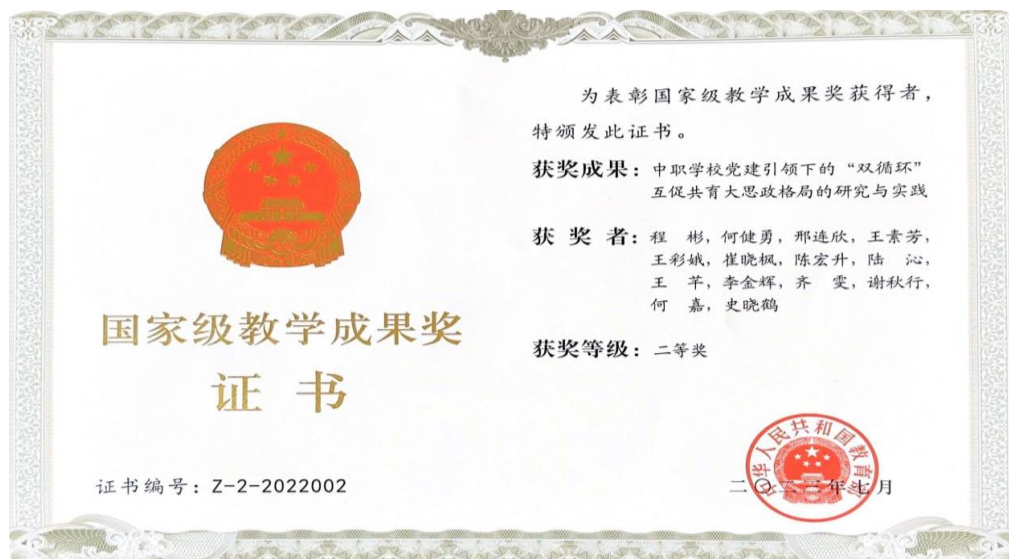 国家级教学成果奖
证书
证书编号：Z-2-2022002
为表彰国家级教学成果奖获得者，
特颁发此证书。
获奖成果：中职学校党建引领下的“双循环”
互促共育大思政格局的研究与实践
获奖者：程彬，何健勇，邢连欣，王素芳，
王彩娥，崔晓枫，陈宏升，陆沁，
王芊，李金辉，齐雯，谢秋行，
何嘉，史晓鹤
获奖等级：二等奖
中华人民共和国教育部
二〇二三年七月